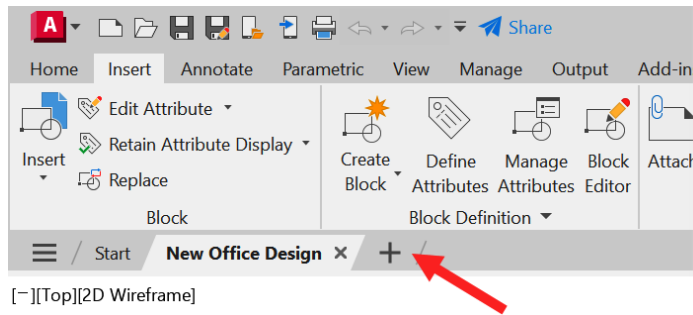 A Share
Home Insert Annotate Parametric View Manage Output Add-in
Edit Attribute
Retain Attribute Display
Replace
Insert
Create Block
Define Attributes
Manage Attributes
Block Editor
Attach
Block
Block Definition
Start New Office Design
[−][Top][2D Wireframe]